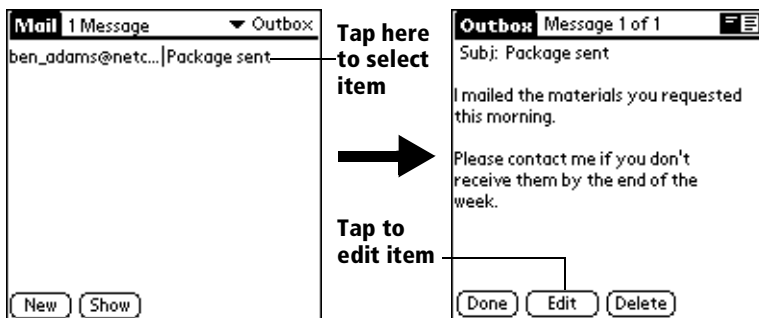 Mail 1 Message Outbox
ben_adams@netc...|Package sent
New Show
Tap here
to select
item
Tap to
edit item
Outbox Message 1 of 1
Subj: Package sent
I mailed the materials you requested
this morning.
Please contact me if you don't
receive them by the end of the
week.
Done Edit Delete